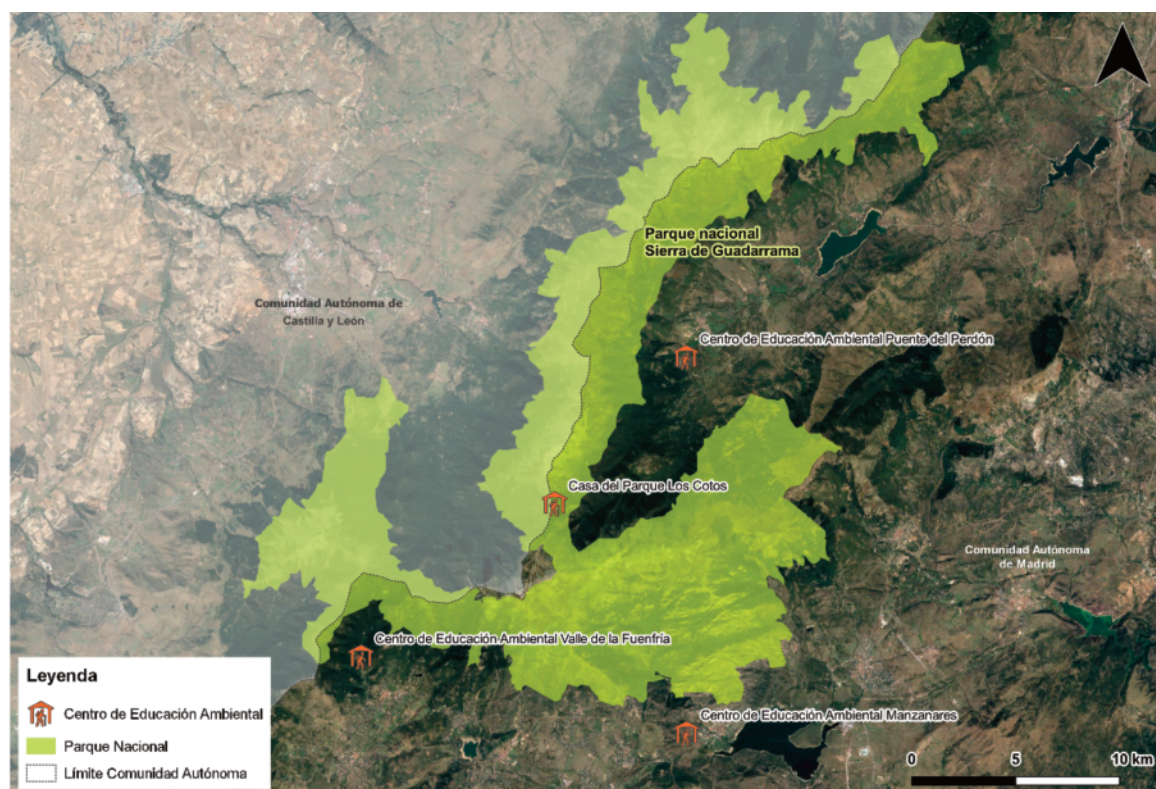 Parque nacional
Sierra de Guadarrama
Comunidad Autónoma de
Castilla y León
Centro de Educación Ambiental Puente del Perdón
Casa del Parque Los Cotos
Comunidad Autónoma
de Madrid
Centro de Educación Ambiental Valle de la Fuenfría
Leyenda
Centro de Educación Ambiental
Parque Nacional
Límite Comunidad Autónoma
Centro de Educación Ambiental Manzanares
0 5 10 km